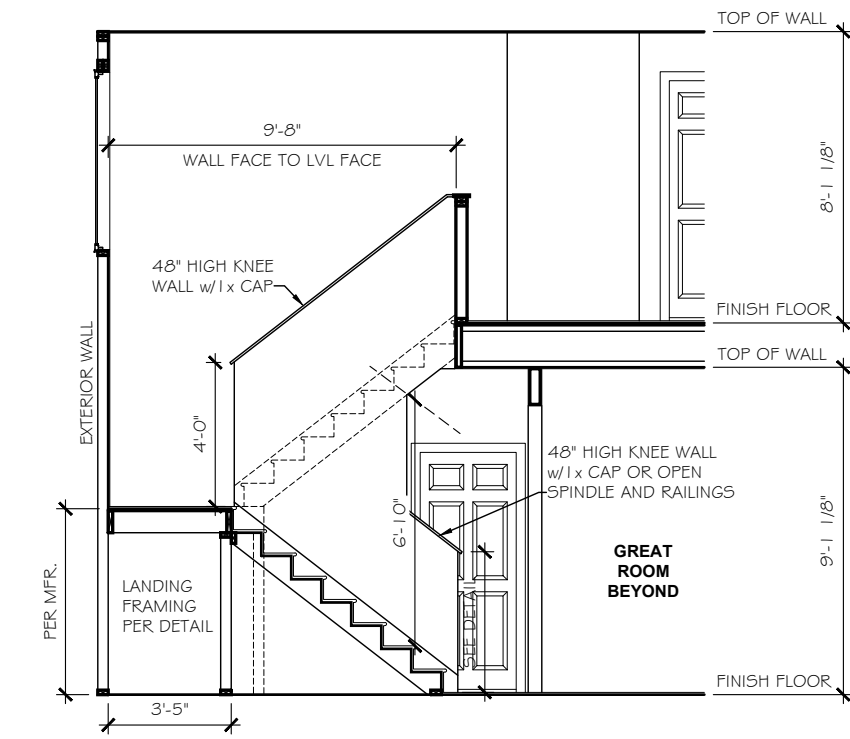 TOP OF WALL
9'-8"
WALL FACE TO LVL FACE
8'-1 1/8"
48" HIGH KNEE
WALL w/1x CAP
FINISH FLOOR
TOP OF WALL
EXTERIOR WALL
4'-0"
48" HIGH KNEE WALL
w/1x CAP OR OPEN
SPINDLE AND RAILINGS
6'-10"
9'-1 1/8"
GREAT
ROOM
BEYOND
PER MFR.
LANDING
FRAMING
PER DETAIL
SEE DETAIL
FINISH FLOOR
3'-5"